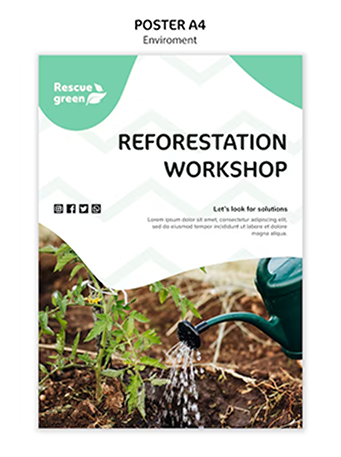 POSTER A4
Enviroment
Rescue
green
REFORESTATION
WORKSHOP
Let's look for solutions
Lorem ipsum dolor sit amet, consectetur adipiscing elit,
sed do eiusmod tempor incididunt ut labore et dolore
magna aliqua.